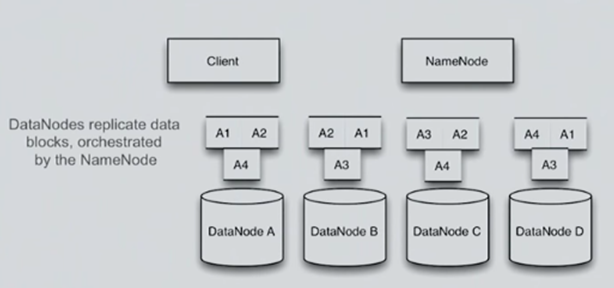 Client
NameNode
DataNodes replicate data
blocks, orchestrated
by the NameNode
A1 A2
A2 A1
A3 A2
A4 A1
A4
A3
A4
A3
DataNode A
DataNode B
DataNode C
DataNode D